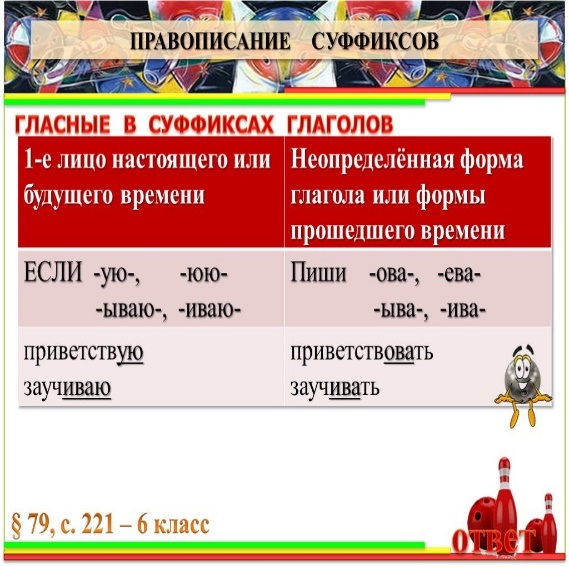 ПРАВОПИСАНИЕ СУФФИКСОВ
ГЛАСНЫЕ В СУФФИКСАХ ГЛАГОЛОВ
1-е лицо настоящего или
будущего времени
Неопределённая форма
глагола или формы
прошедшего времени
ЕСЛИ -ую-, -юю-
-ываю-, -иваю-
Пиши -ова-, -ева-
-ыва-, -ива-
приветствую
заучиваю
приветствовать
заучивать
§ 79, с. 221 – 6 класс
ответ